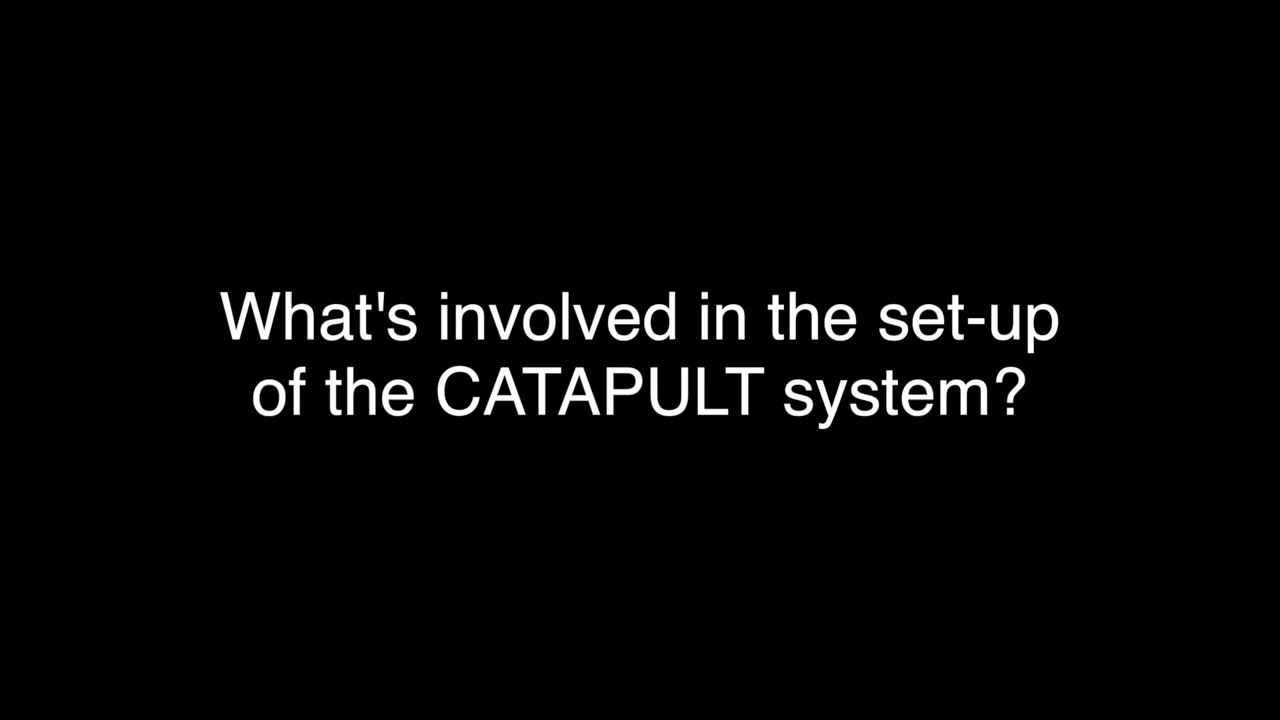 What's involved in the set-up
of the CATAPULT system?